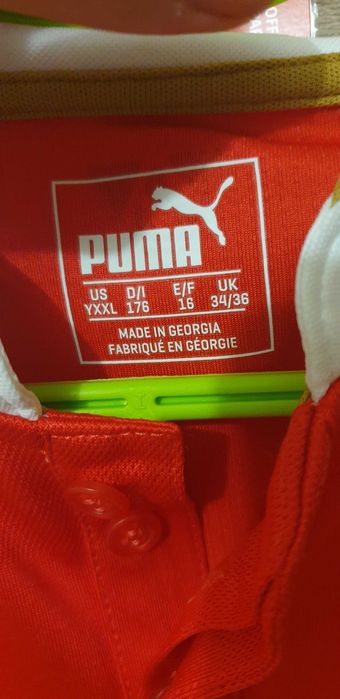 PUMA
US D/I E/F UK
YXXL 176 16 34/36
MADE IN GEORGIA
FABRIQUÉ EN GÉORGIE